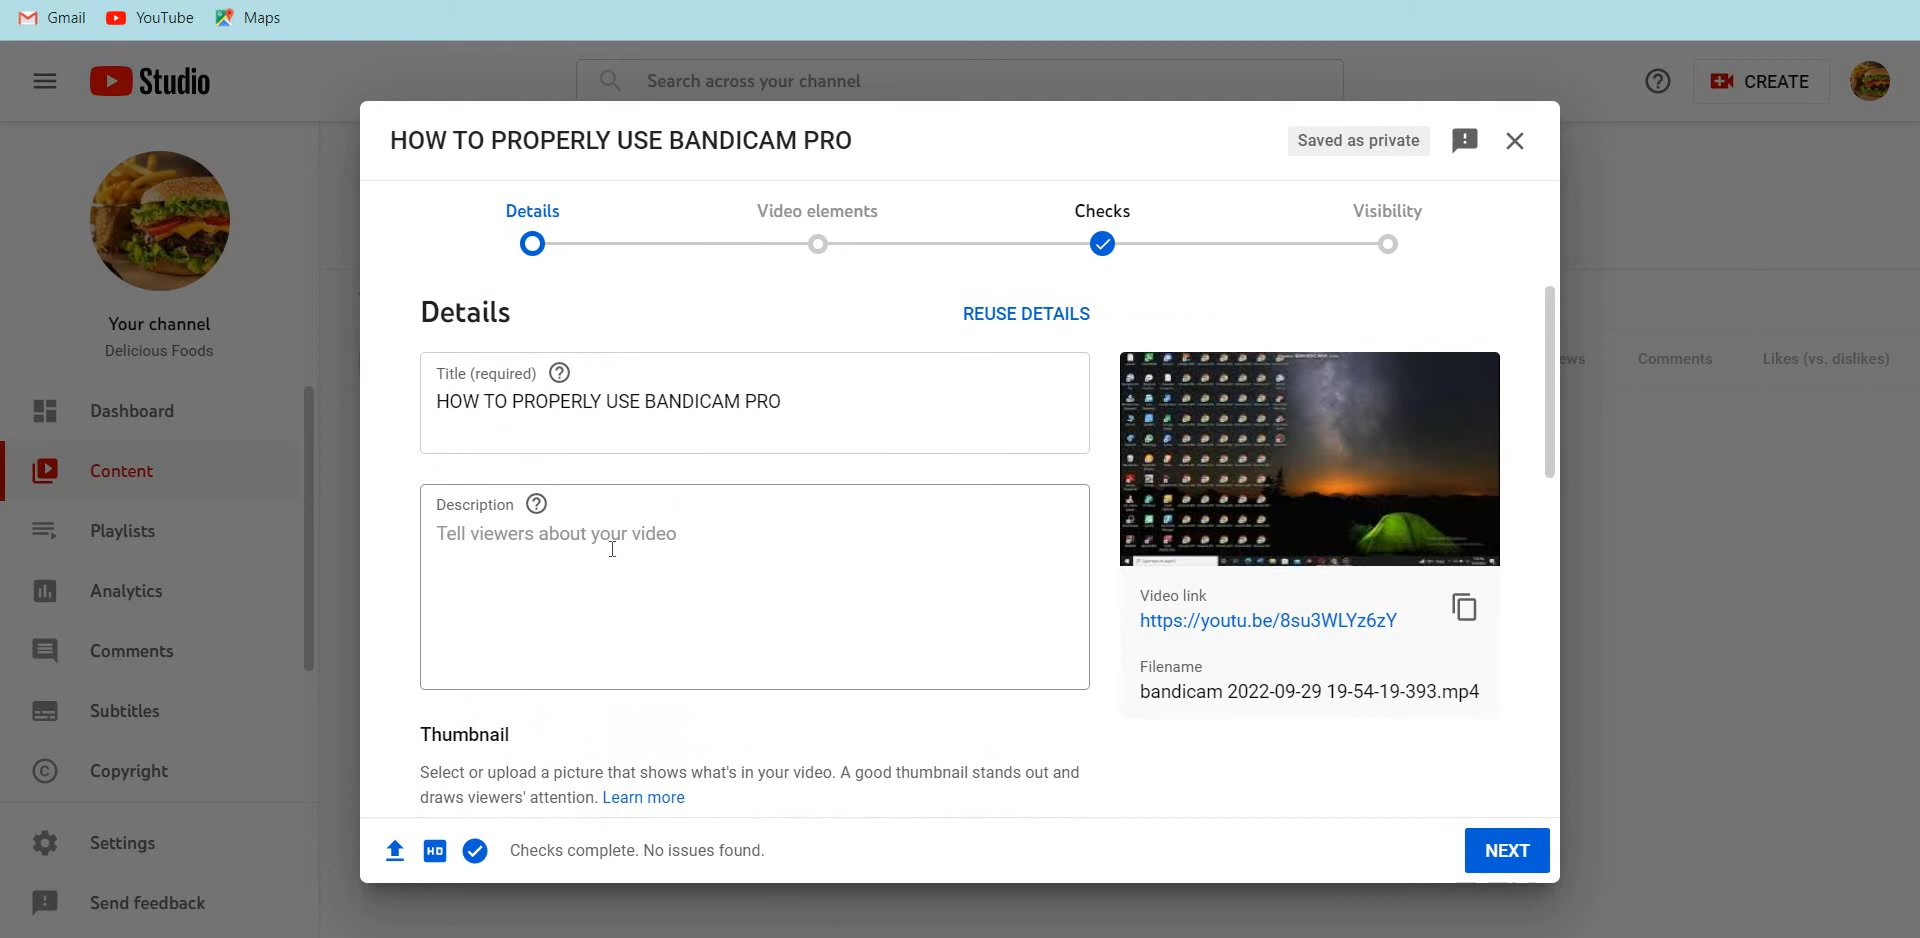 Gmail YouTube Maps
Studio
Search across your channel
CREATE
HOW TO PROPERLY USE BANDICAM PRO
Saved as private
Details Video elements Checks Visibility
Your channel
Delicious Foods
Dashboard
Content
Playlists
Analytics
Comments
Subtitles
Copyright
Settings
Send feedback
Details
REUSE DETAILS
Title (required)
HOW TO PROPERLY USE BANDICAM PRO
Description
Tell viewers about your video
Thumbnail
Select or upload a picture that shows what's in your video. A good thumbnail stands out and
draws viewers' attention. Learn more
Video link
https://youtu.be/8su3WLYz6zY
Filename
bandicam 2022-09-29 19-54-19-393.mp4
ews Comments Likes (vs. dislikes)
HD
Checks complete. No issues found.
NEXT